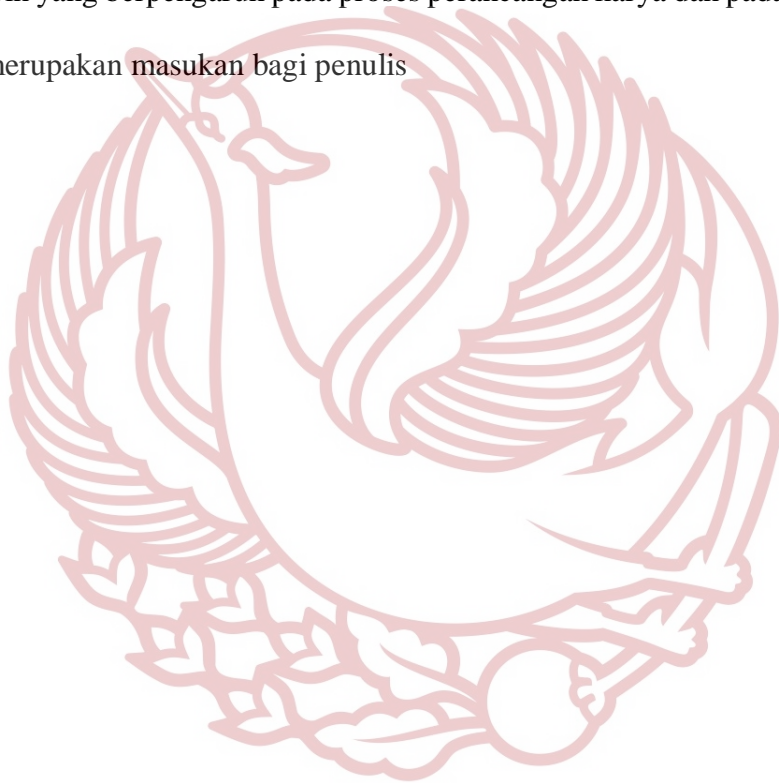 yang berpengaruh pada proses perancangan karya dan pada
merupakan masukan bagi penulis